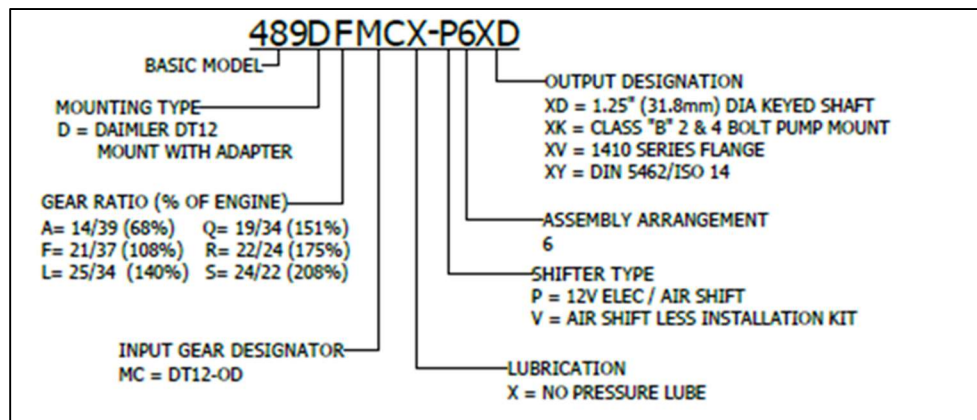 489DFMCX-P6XD
BASIC MODEL
MOUNTING TYPE
D = DAIMLER DT12
MOUNT WITH ADAPTER
GEAR RATIO (% OF ENGINE)
A= 14/39 (68%) Q= 19/34 (151%)
F= 21/37 (108%) R= 22/24 (175%)
L= 25/34 (140%) S= 24/22 (208%)
INPUT GEAR DESIGNATOR
MC = DT12-OD
OUTPUT DESIGNATION
XD = 1.25" (31.8mm) DIA KEYED SHAFT
XK = CLASS "B" 2 & 4 BOLT PUMP MOUNT
XV = 1410 SERIES FLANGE
XY = DIN 5462/ISO 14
ASSEMBLY ARRANGEMENT
6
SHIFTER TYPE
P = 12V ELEC / AIR SHIFT
V = AIR SHIFT LESS INSTALLATION KIT
LUBRICATION
X = NO PRESSURE LUBE